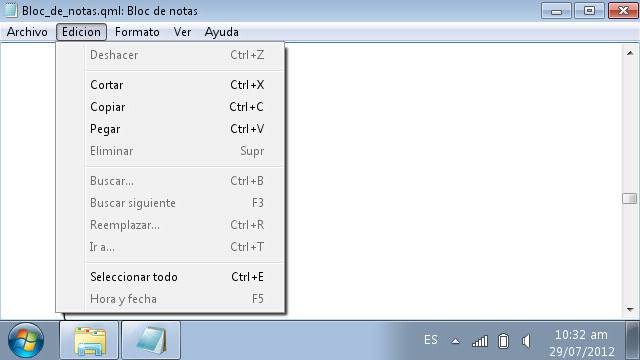 Bloc_de_notas.qml: Bloc de notas
Archivo Edicion Formato Ver Ayuda
Deshacer Ctrl+Z
Cortar Ctrl+X
Copiar Ctrl+C
Pegar Ctrl+V
Eliminar Supr
Buscar... Ctrl+B
Buscar siguiente F3
Reemplazar... Ctrl+R
Ir a... Ctrl+T
Seleccionar todo Ctrl+E
Hora y fecha F5
ES 10:32 am
29/07/2012